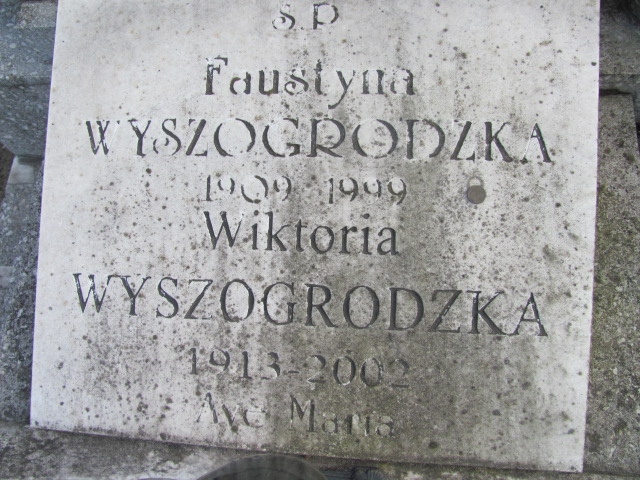 Ś P
Faustyna
WYSZOGRODZKA
1909 - 1999
Wiktoria
WYSZOGRODZKA
1913-2002
Ave Maria